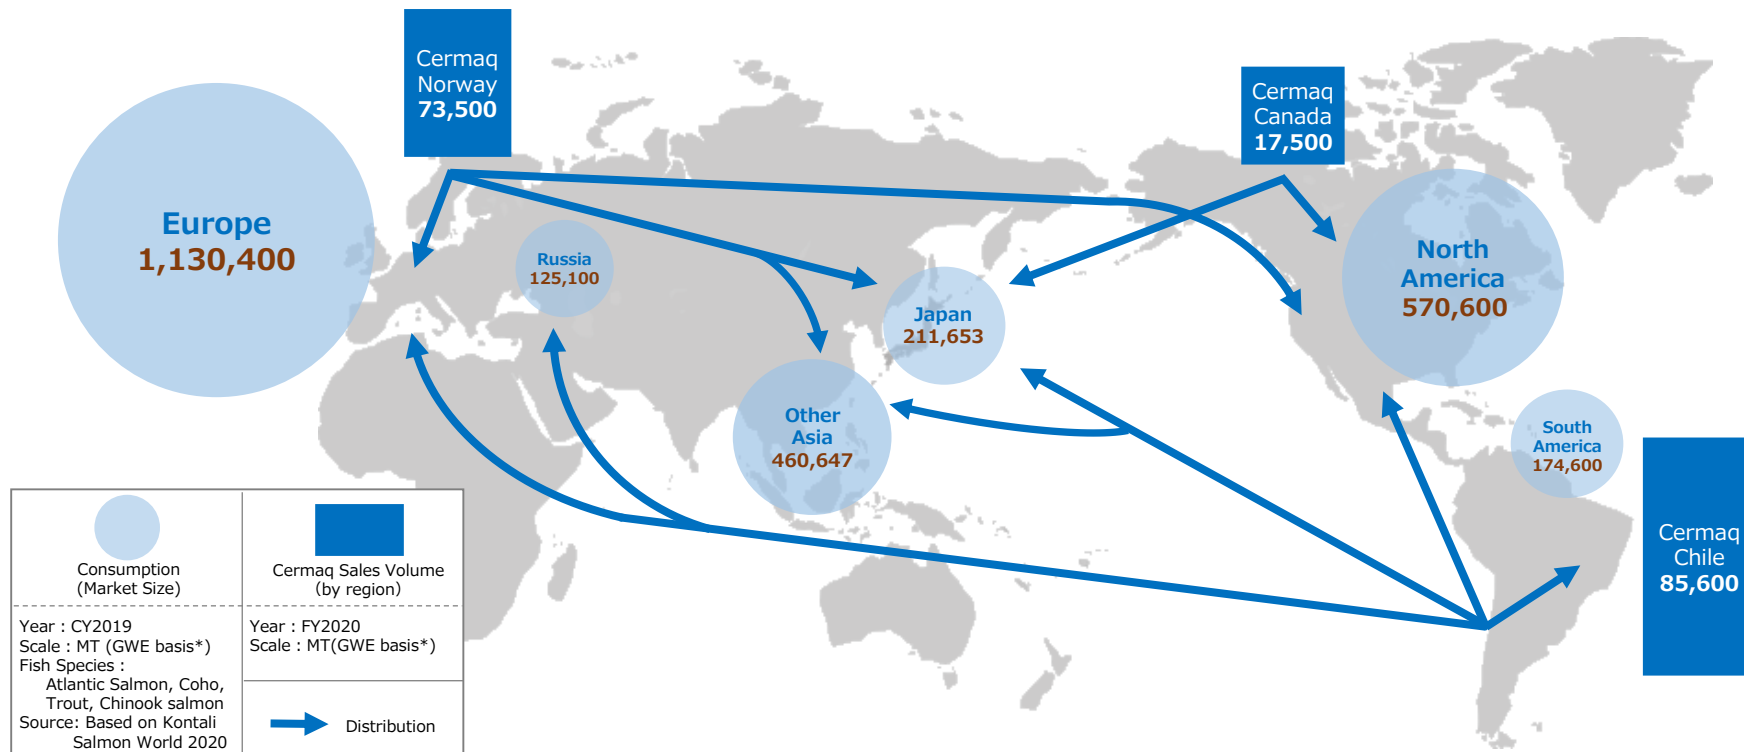 Cermaq
Norway
73,500
Cermaq
Canada
17,500
Europe
1,130,400
Russia
125,100
North
America
570,600
Japan
211,653
Other
Asia
460,647
South
America
174,600
Cermaq
Chile
85,600
Consumption
(Market Size)
Cermaq Sales Volume
(by region)
Year : CY2019
Scale : MT (GWE basis*)
Fish Species :
Atlantic Salmon, Coho,
Trout, Chinook salmon
Source: Based on Kontali
Salmon World 2020
Year : FY2020
Scale : MT(GWE basis*)
Distribution